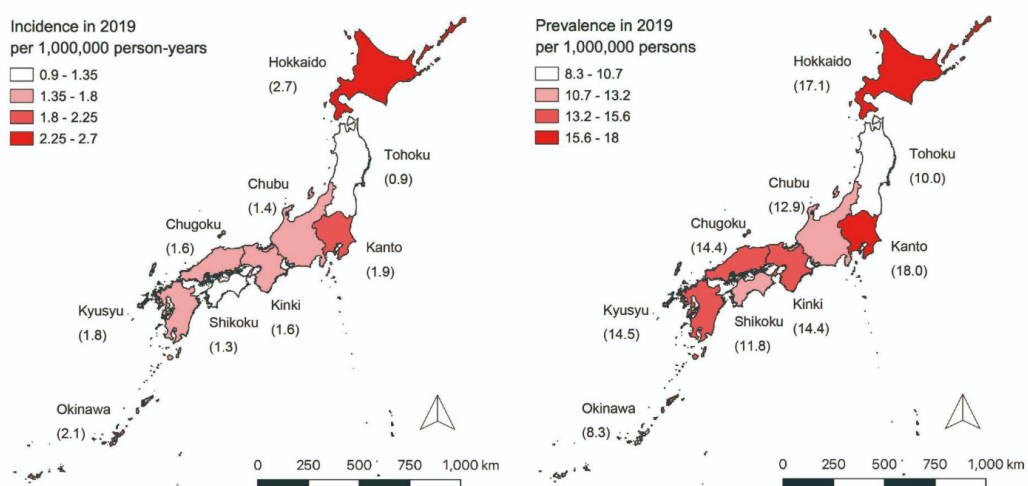 Incidence in 2019
per 1,000,000 person-years
0.9 - 1.35
1.35 - 1.8
1.8 - 2.25
2.25 - 2.7
Hokkaido
(2.7)
Tohoku
(0.9)
Chubu
(1.4)
Chugoku
(1.6)
Kanto
(1.9)
Kyusyu
(1.8)
Shikoku
(1.3)
Kinki
(1.6)
Okinawa
(2.1)
0 250 500 750 1,000 km
Prevalence in 2019
per 1,000,000 persons
8.3 - 10.7
10.7 - 13.2
13.2 - 15.6
15.6 - 18
Hokkaido
(17.1)
Tohoku
(10.0)
Chubu
(12.9)
Chugoku
(14.4)
Kanto
(18.0)
Kyusyu
(14.5)
Shikoku
(11.8)
Kinki
(14.4)
Okinawa
(8.3)
0 250 500 750 1,000 km